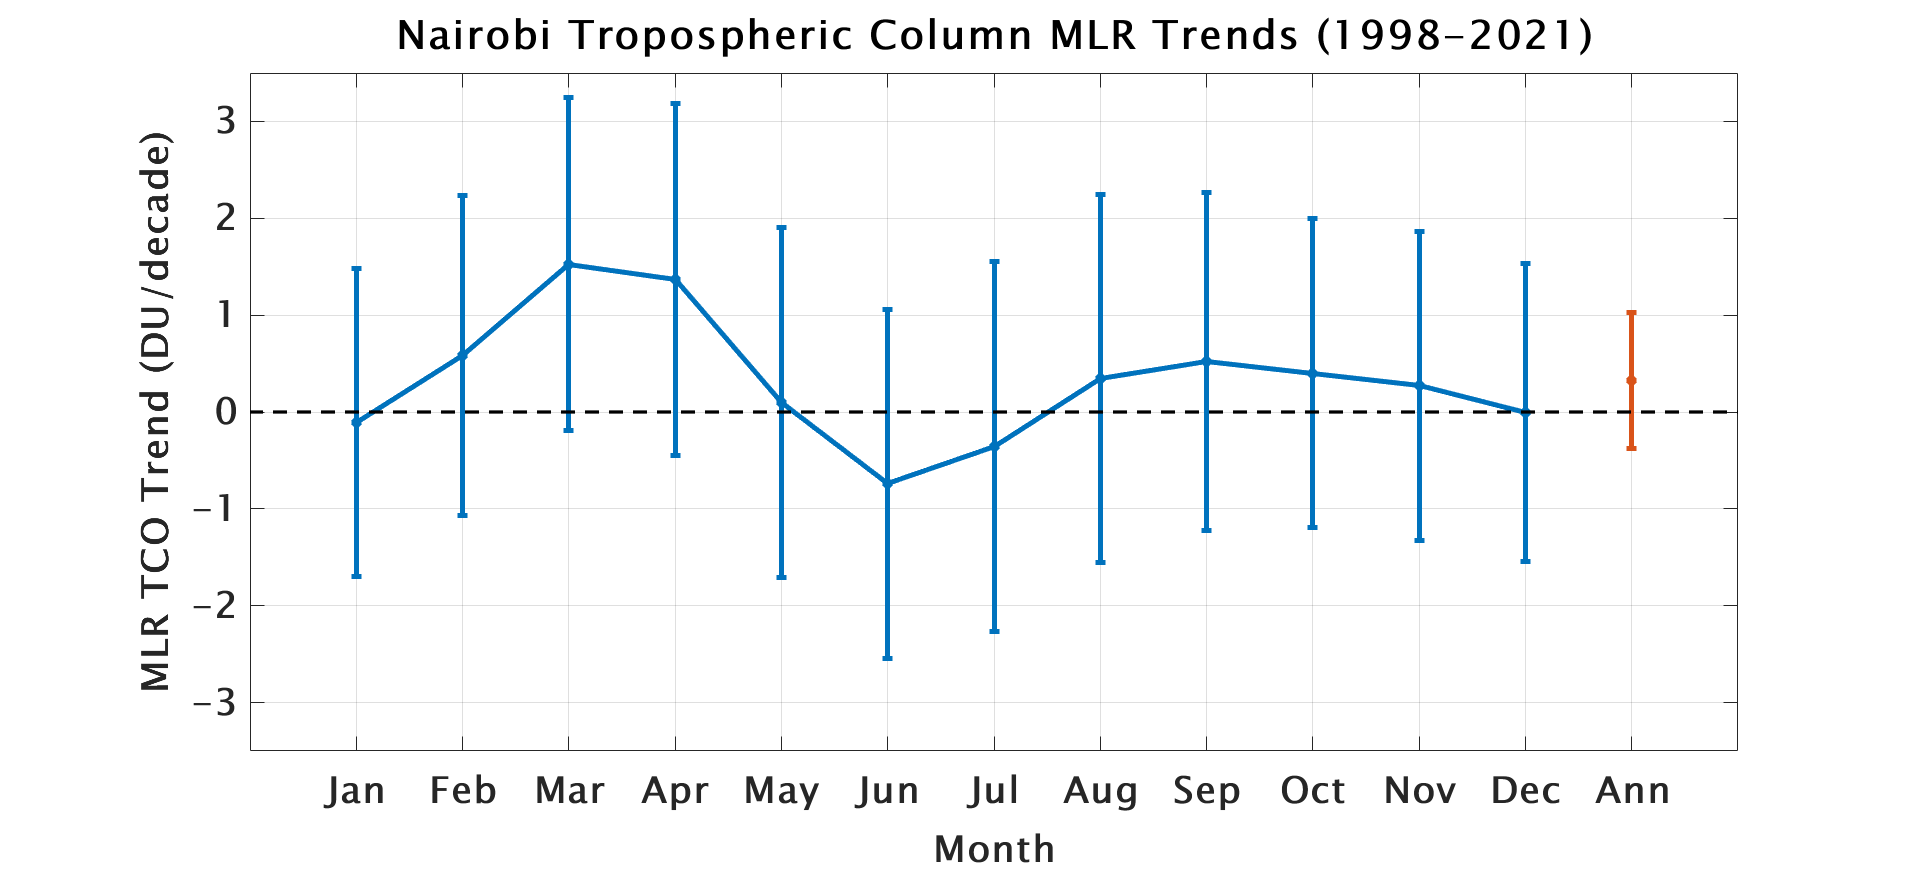 Nairobi Tropospheric Column MLR Trends (1998-2021)
MLR TCO Trend (DU/decade)
3
2
1
0
-1
-2
-3
Jan Feb Mar Apr May Jun Jul Aug Sep Oct Nov Dec Ann
Month